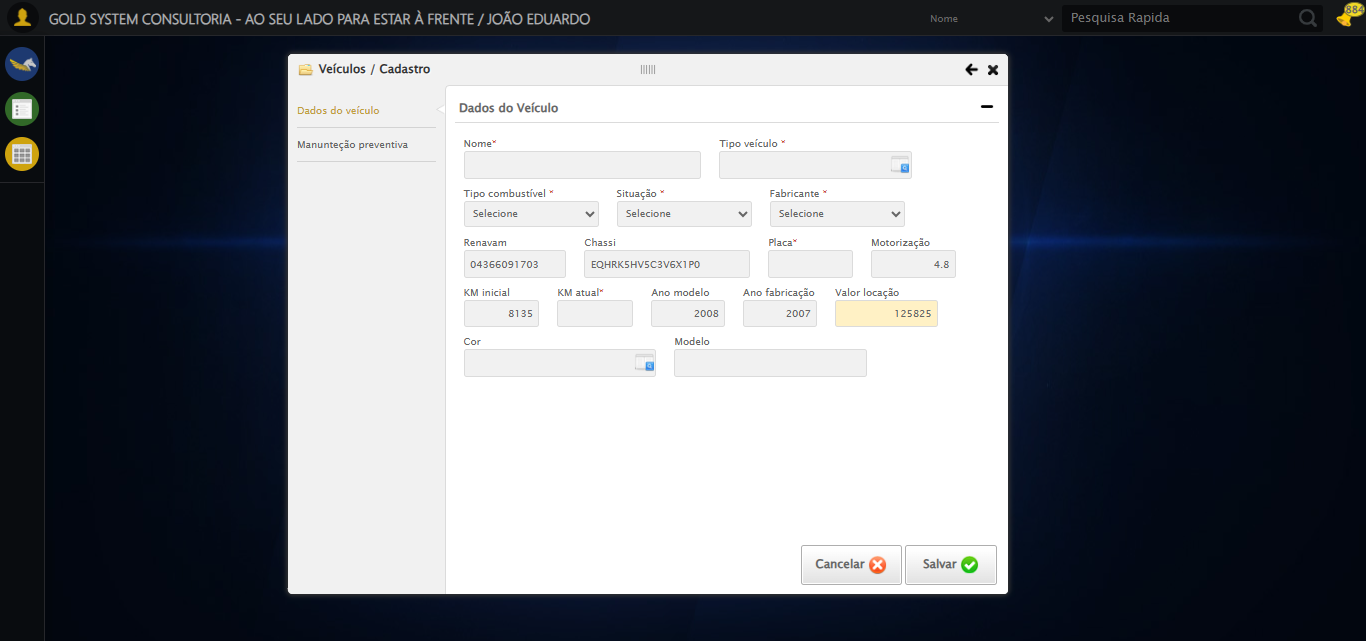 GOLD SYSTEM CONSULTORIA - AO SEU LADO PARA ESTAR À FRENTE / JOÃO EDUARDO
Nome
Pesquisa Rapida
884
Veículos / Cadastro
Dados do veículo
Manunteção preventiva
Dados do Veículo
Nome* Tipo veículo *
Tipo combustível * Situação * Fabricante *
Selecione Selecione Selecione
Renavam Chassi Placa* Motorização
04366091703 EQHRK5HV5C3V6X1P0 4.8
KM inicial KM atual* Ano modelo Ano fabricação Valor locação
8135 2008 2007 125825
Cor Modelo
Cancelar Salvar